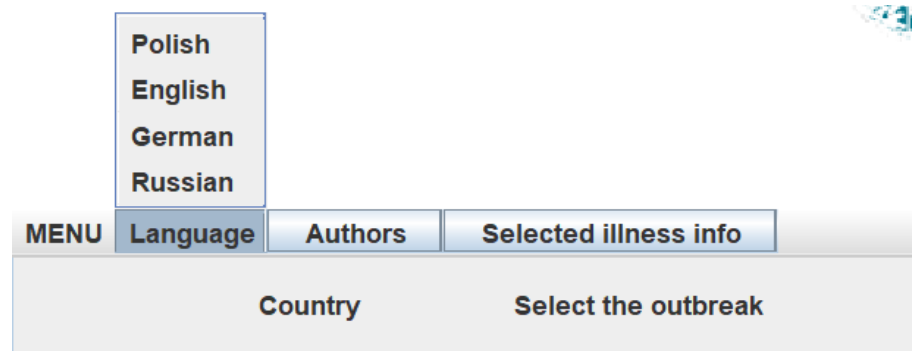 Polish
English
German
Russian
MENU Language Authors Selected illness info
Country Select the outbreak